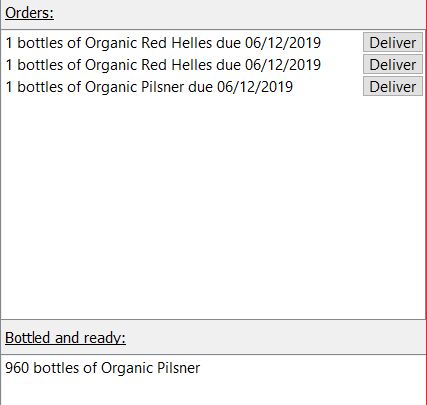 Orders:
1 bottles of Organic Red Helles due 06/12/2019 Deliver
1 bottles of Organic Red Helles due 06/12/2019 Deliver
1 bottles of Organic Pilsner due 06/12/2019 Deliver
Bottled and ready:
960 bottles of Organic Pilsner